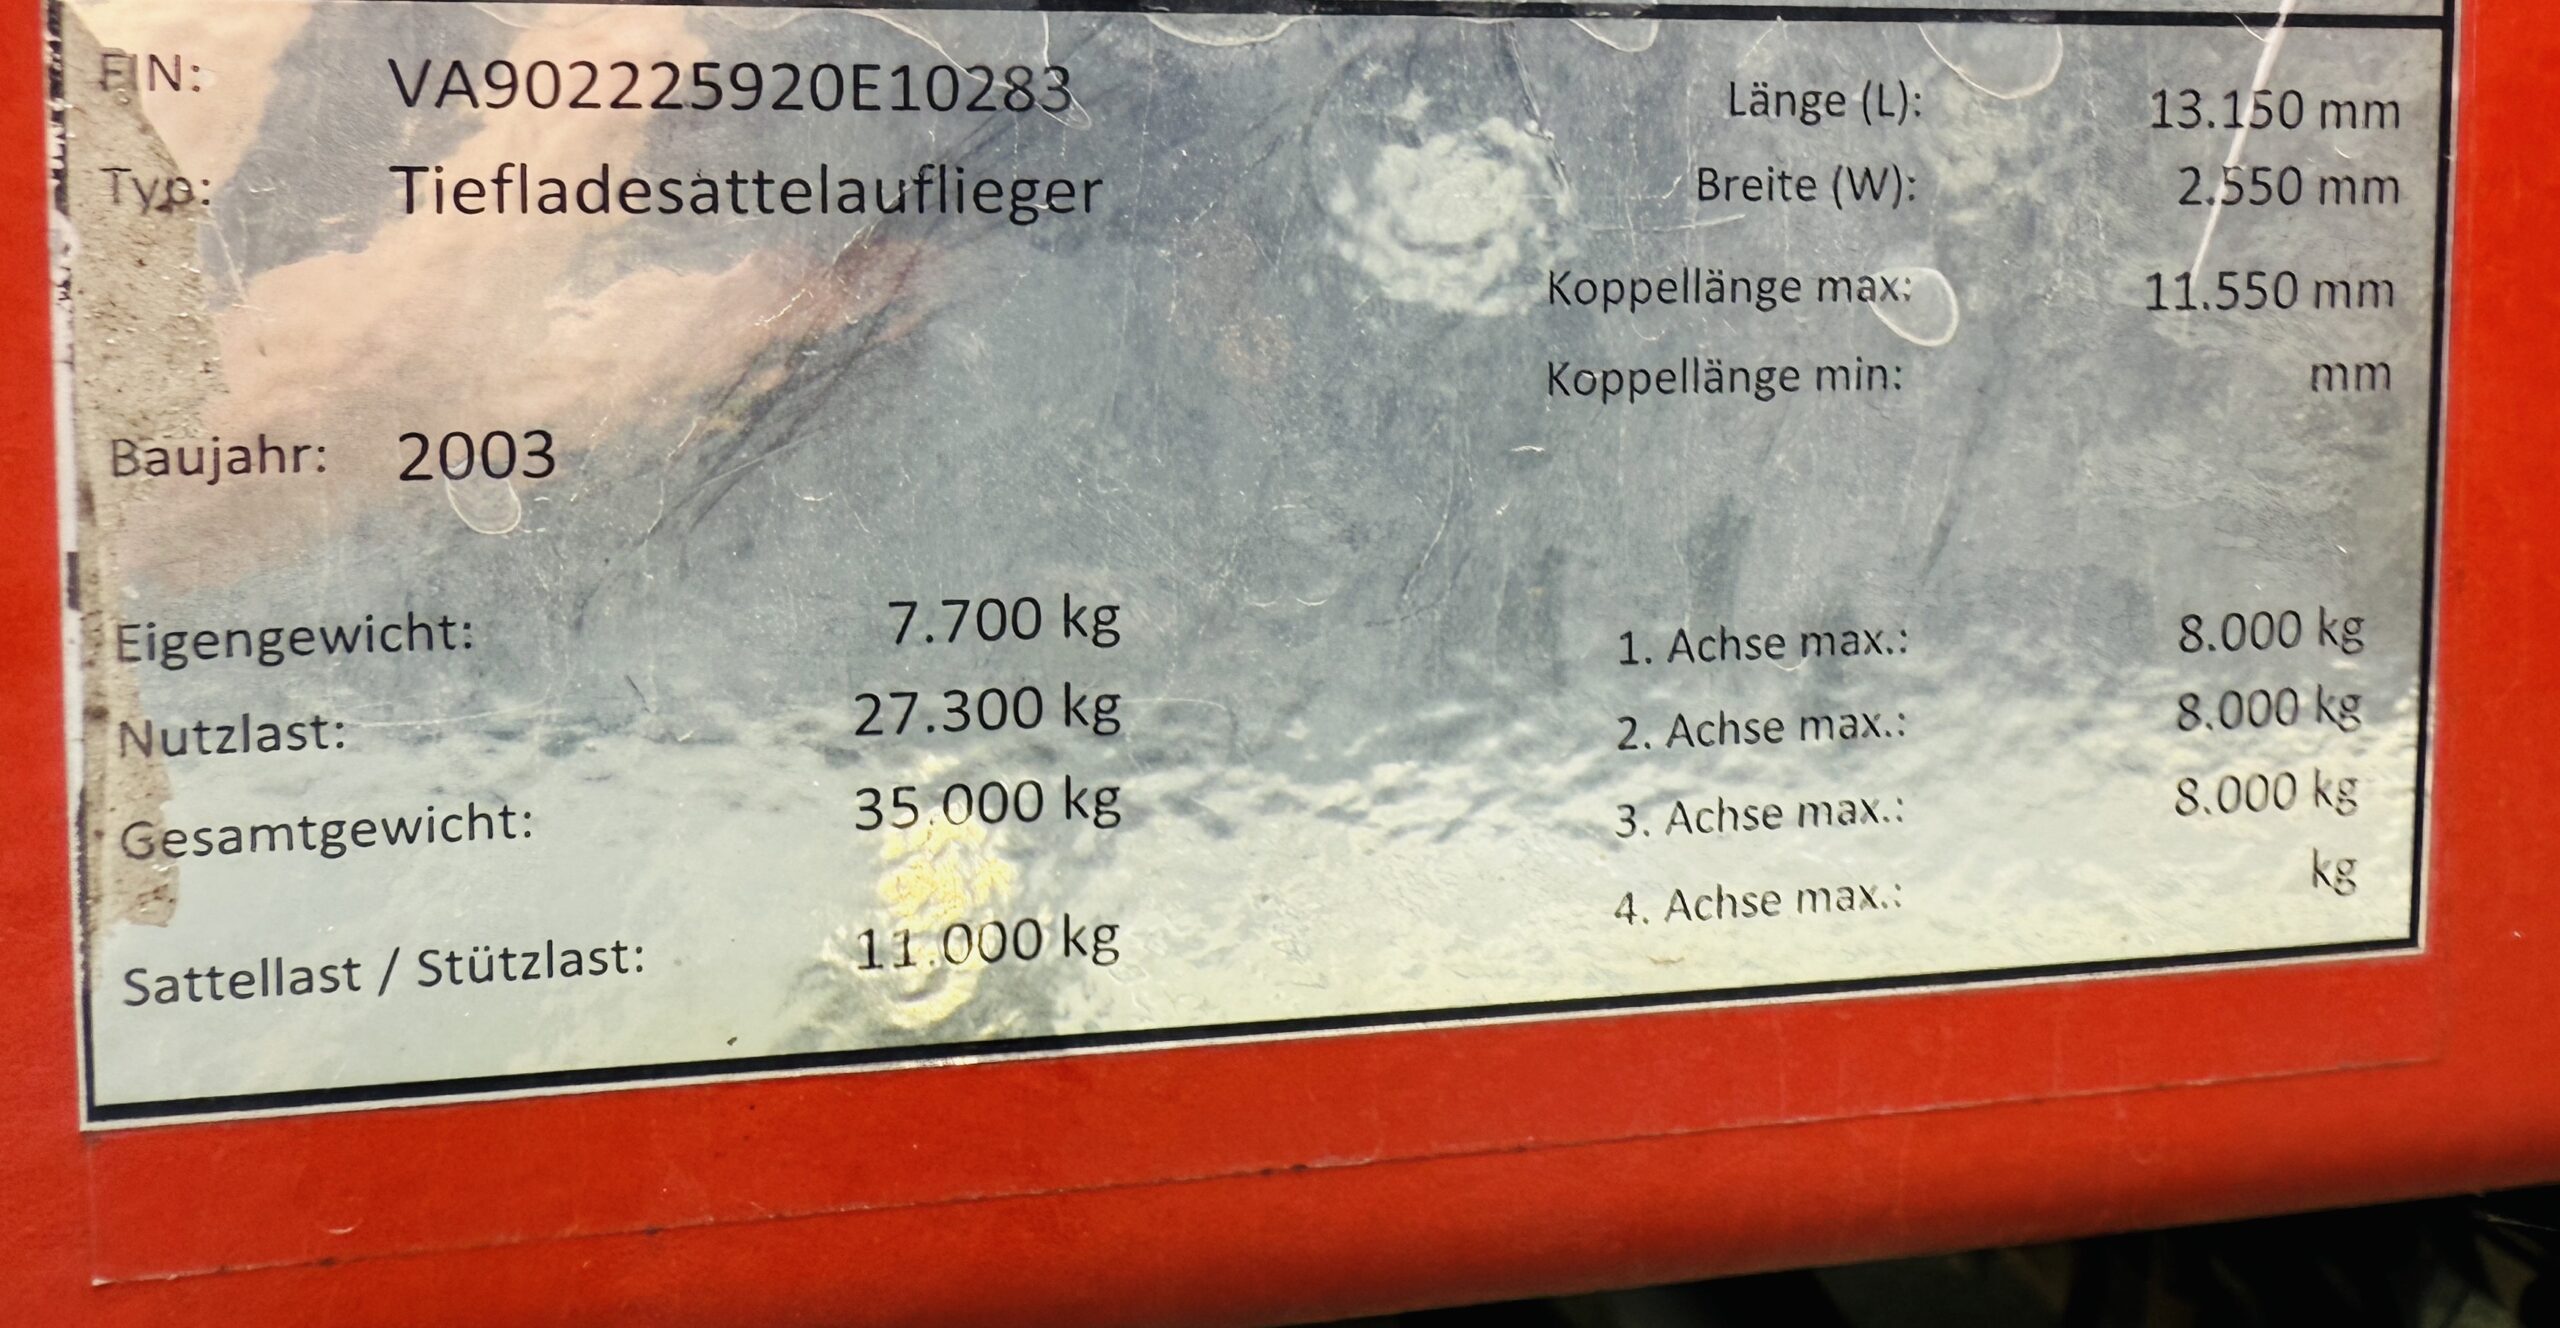 FIN: VA902225920E10283
Typ: Tiefladesattelauflieger
Baujahr: 2003
Eigengewicht: 7.700 kg
Nutzlast: 27.300 kg
Gesamtgewicht: 35.000 kg
Sattellast / Stützlast: 11.000 kg
Länge (L): 13.150 mm
Breite (W): 2.550 mm
Koppellänge max: 11.550 mm
Koppellänge min: mm
1. Achse max.: 8.000 kg
2. Achse max.: 8.000 kg
3. Achse max.: 8.000 kg
4. Achse max.: kg